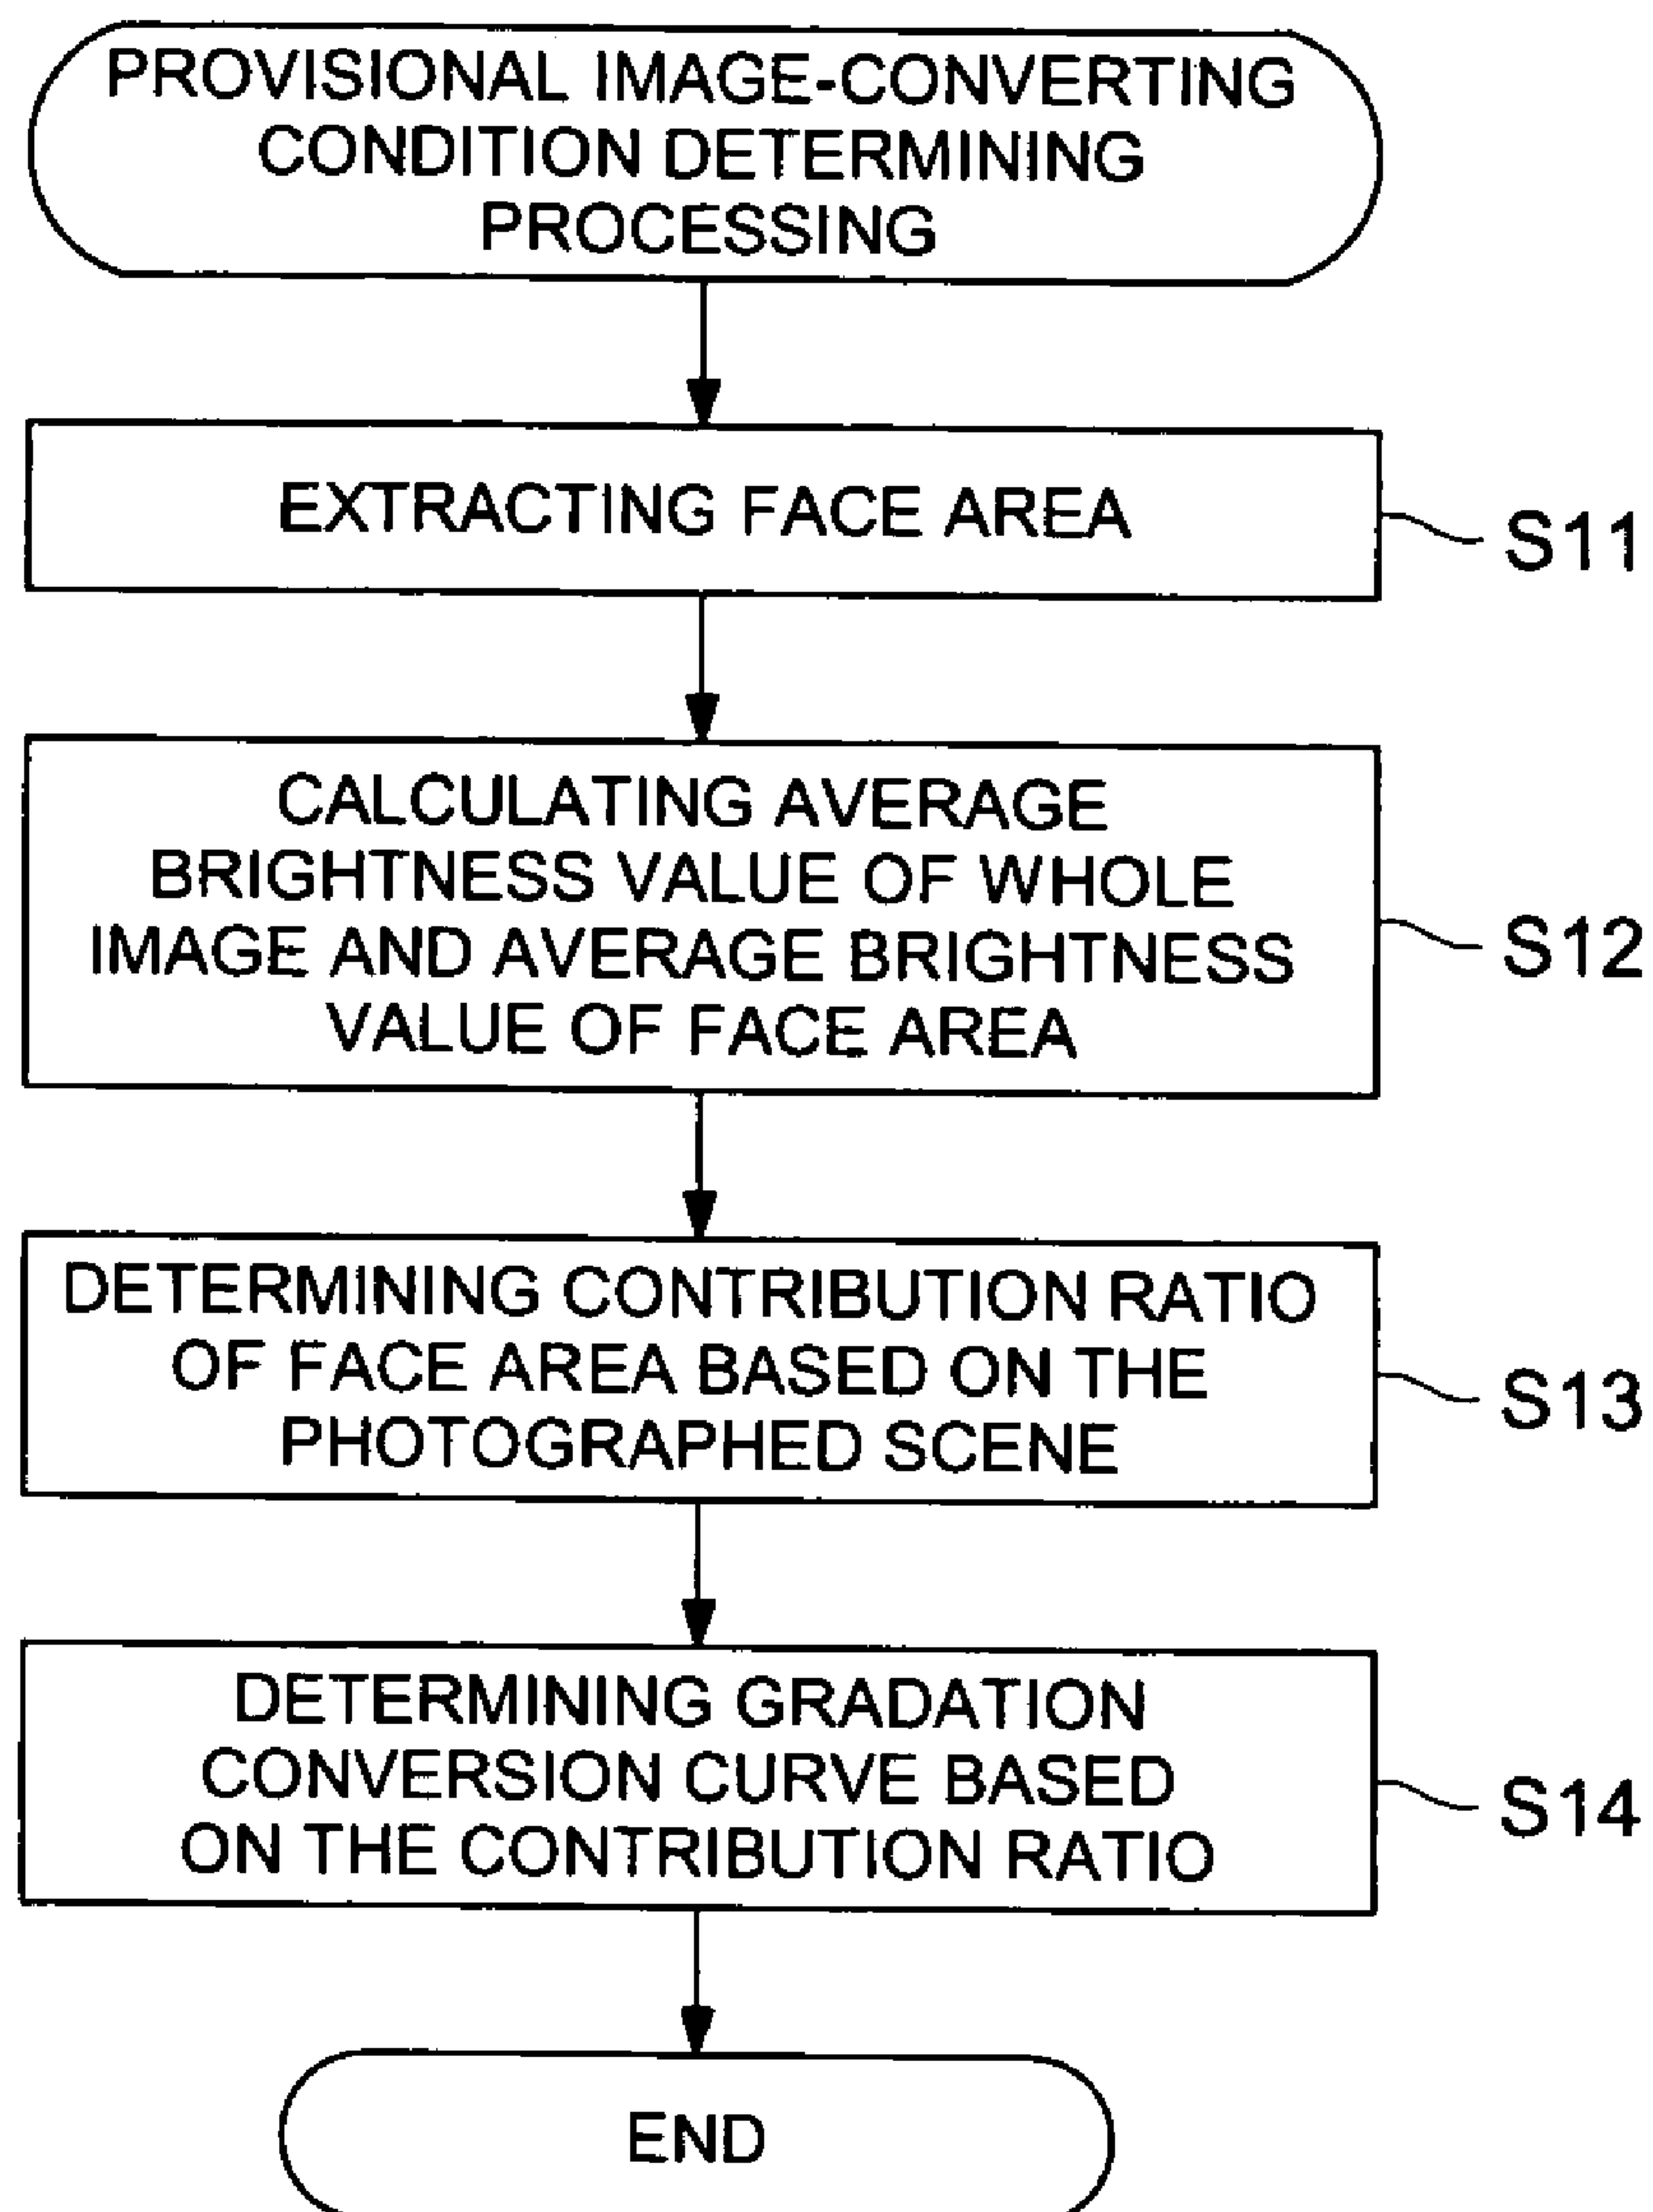 PROVISIONAL IMAGE-CONVERTING
CONDITION DETERMINING
PROCESSING
EXTRACTING FACE AREA
S11
CALCULATING AVERAGE
BRIGHTNESS VALUE OF WHOLE
IMAGE AND AVERAGE BRIGHTNESS
VALUE OF FACE AREA
S12
DETERMINING CONTRIBUTION RATIO
OF FACE AREA BASED ON THE
PHOTOGRAPHED SCENE
S13
DETERMINING GRADATION
CONVERSION CURVE BASED
ON THE CONTRIBUTION RATIO
S14
END